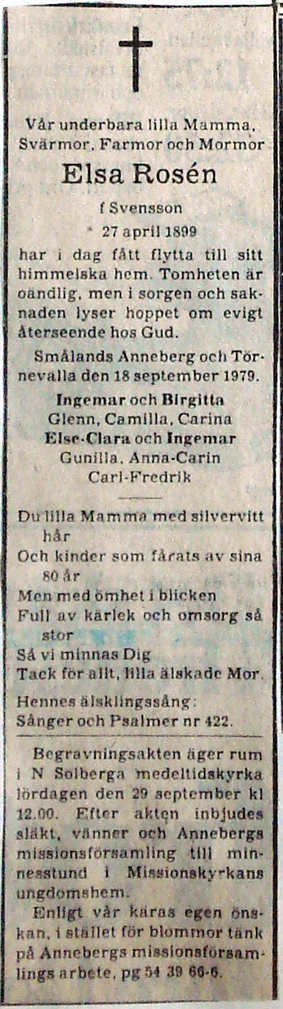 Vår underbara lilla Mamma,
Svärmor, Farmor och Mormor
Elsa Rosén
f Svensson
* 27 april 1899
har i dag fått flytta till sitt
himmelska hem. Tomheten är
oändlig, men i sorgen och sak-
naden lyser hoppet om evigt
återseende hos Gud.
Smålands Anneberg och Tör-
nevalla den 18 september 1979.
Ingemar och Birgitta
Glenn, Camilla, Carina
Else-Clara och Ingemar
Gunilla, Anna-Carin
Carl-Fredrik
Du lilla Mamma med silvervitt
hår
Och kinder som fårats av sina
80 år
Men med ömhet i blicken
Full av kärlek och omsorg så
stor
Så vi minnas Dig
Tack för allt, lilla älskade Mor.
Hennes älsklingssång:
Sånger och Psalmer nr 422.
Begravningsakten äger rum
i N Solberga medeltidskyrka
lördagen den 29 september kl
12.00. Efter akten inbjudes
släkt, vänner och Annebergs
missionsförsamling till min-
nesstund i Missionskyrkans
ungdomshem.
Enligt vår käras egen öns-
kan, i stället för blommor tänk
på Annebergs missionsförsam-
lings arbete, pg 54 39 66-6.